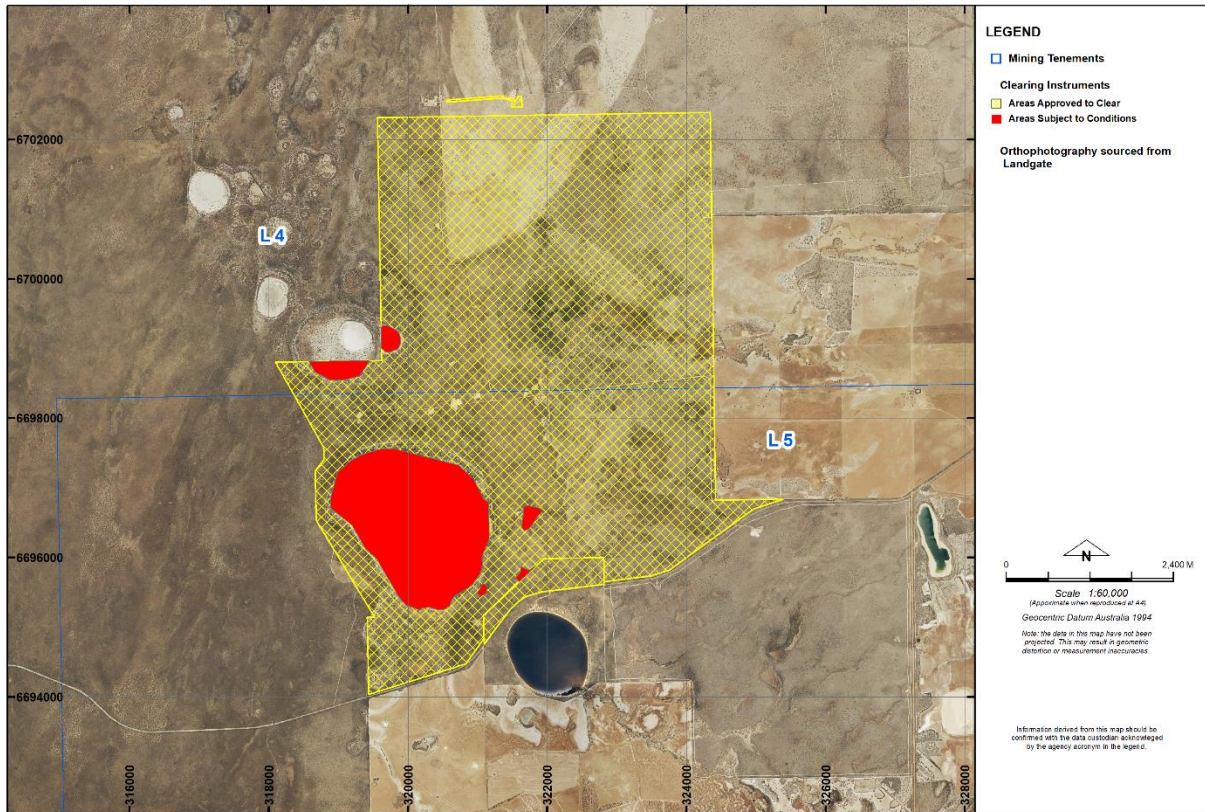 LEGEND
Mining Tenements
Clearing Instruments
Areas Approved to Clear
Areas Subject to Conditions
Orthophotography sourced from
Landgate
6702000
6700000
6698000
6696000
6694000
L 4
L 5
316000
318000
320000
322000
324000
326000
328000
N
0
2,400 M
Scale 1:60,000
(Approximate when reproduced at A4)
Geocentric Datum Australia 1994
Note: the data in this map have not been
projected. This may result in geometric
distortion or measurement inaccuracies.
Information derived from this map should be
confirmed with the data custodian acknowleged
by the agency acronym in the legend.